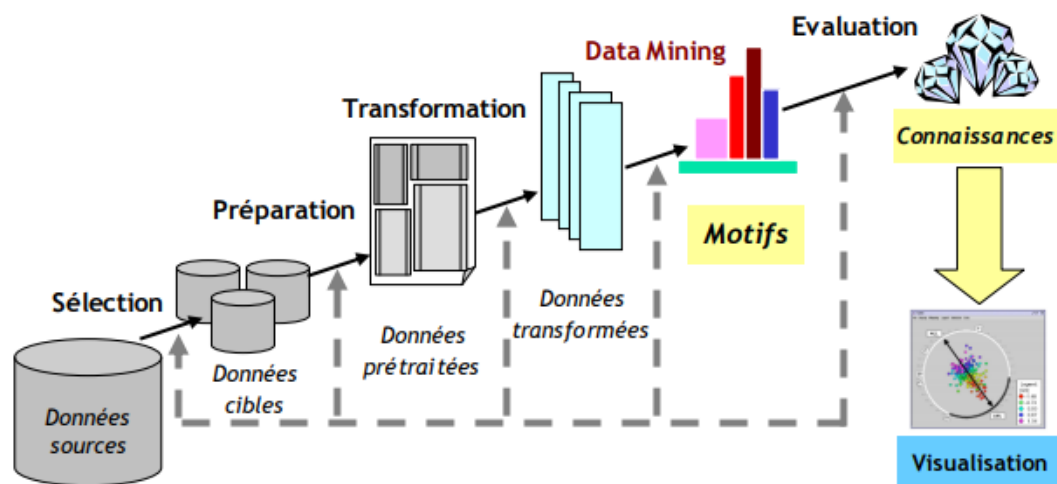 Evaluation
Data Mining
Transformation
Connaissances
Préparation
Motifs
Sélection
Données
transformées
Données
prétraitées
Données
cibles
Données
sources
Visualisation